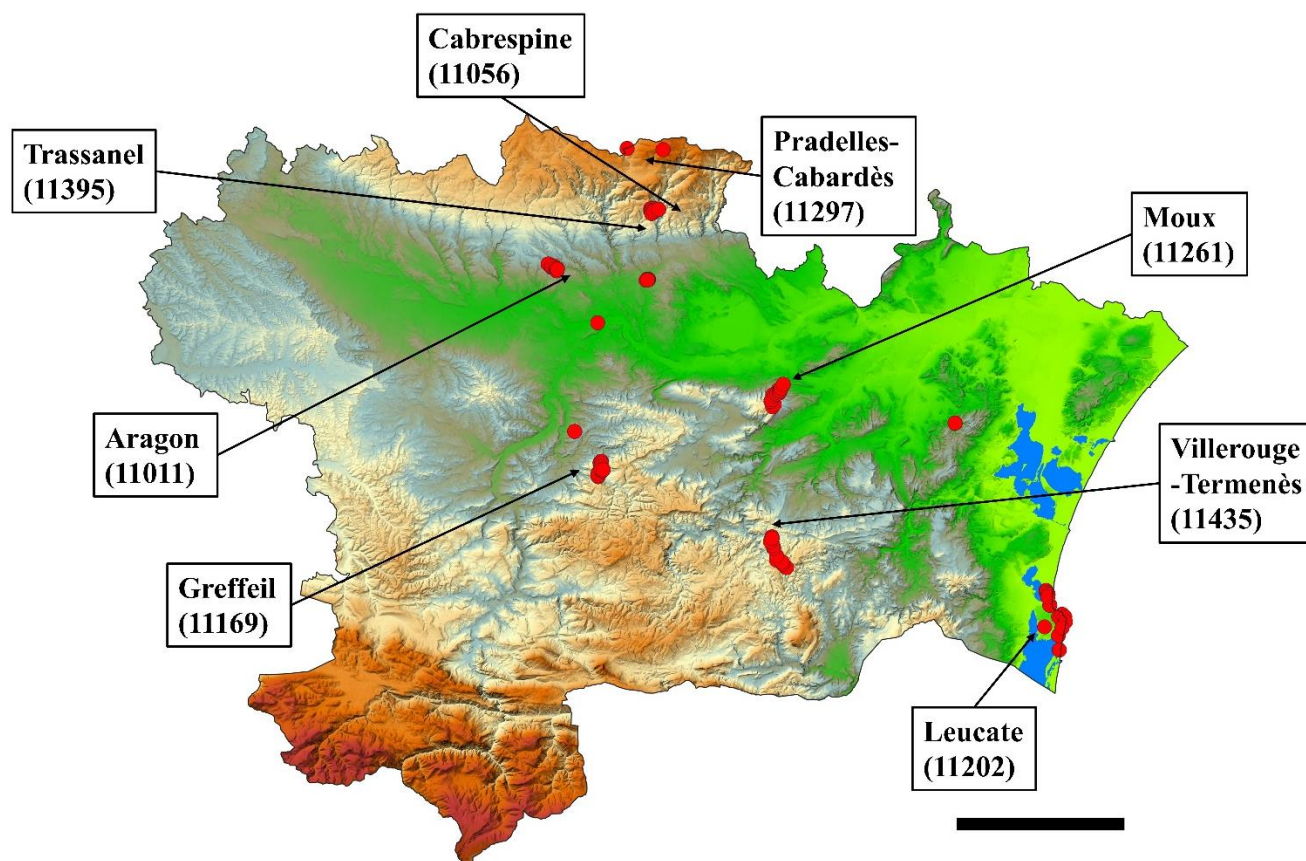 Cabrespine
(11056)
Trassanel
(11395)
Pradelles-
Cabardès
(11297)
Moux
(11261)
Aragon
(11011)
Villerouge
-Termenès
(11435)
Greffeil
(11169)
Leucate
(11202)